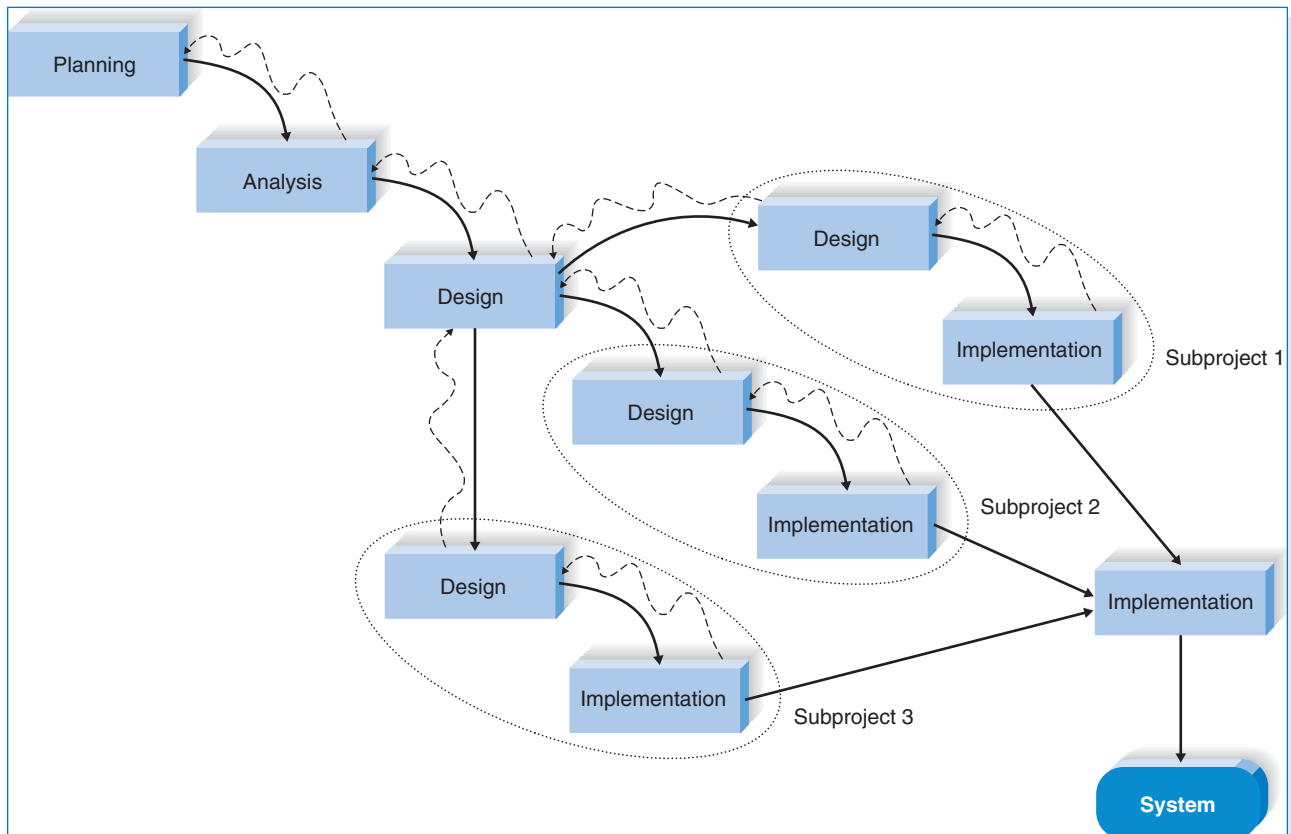 Planning
Analysis
Design
Design
Implementation
Subproject 1
Design
Implementation
Subproject 2
Design
Implementation
Subproject 3
Implementation
System